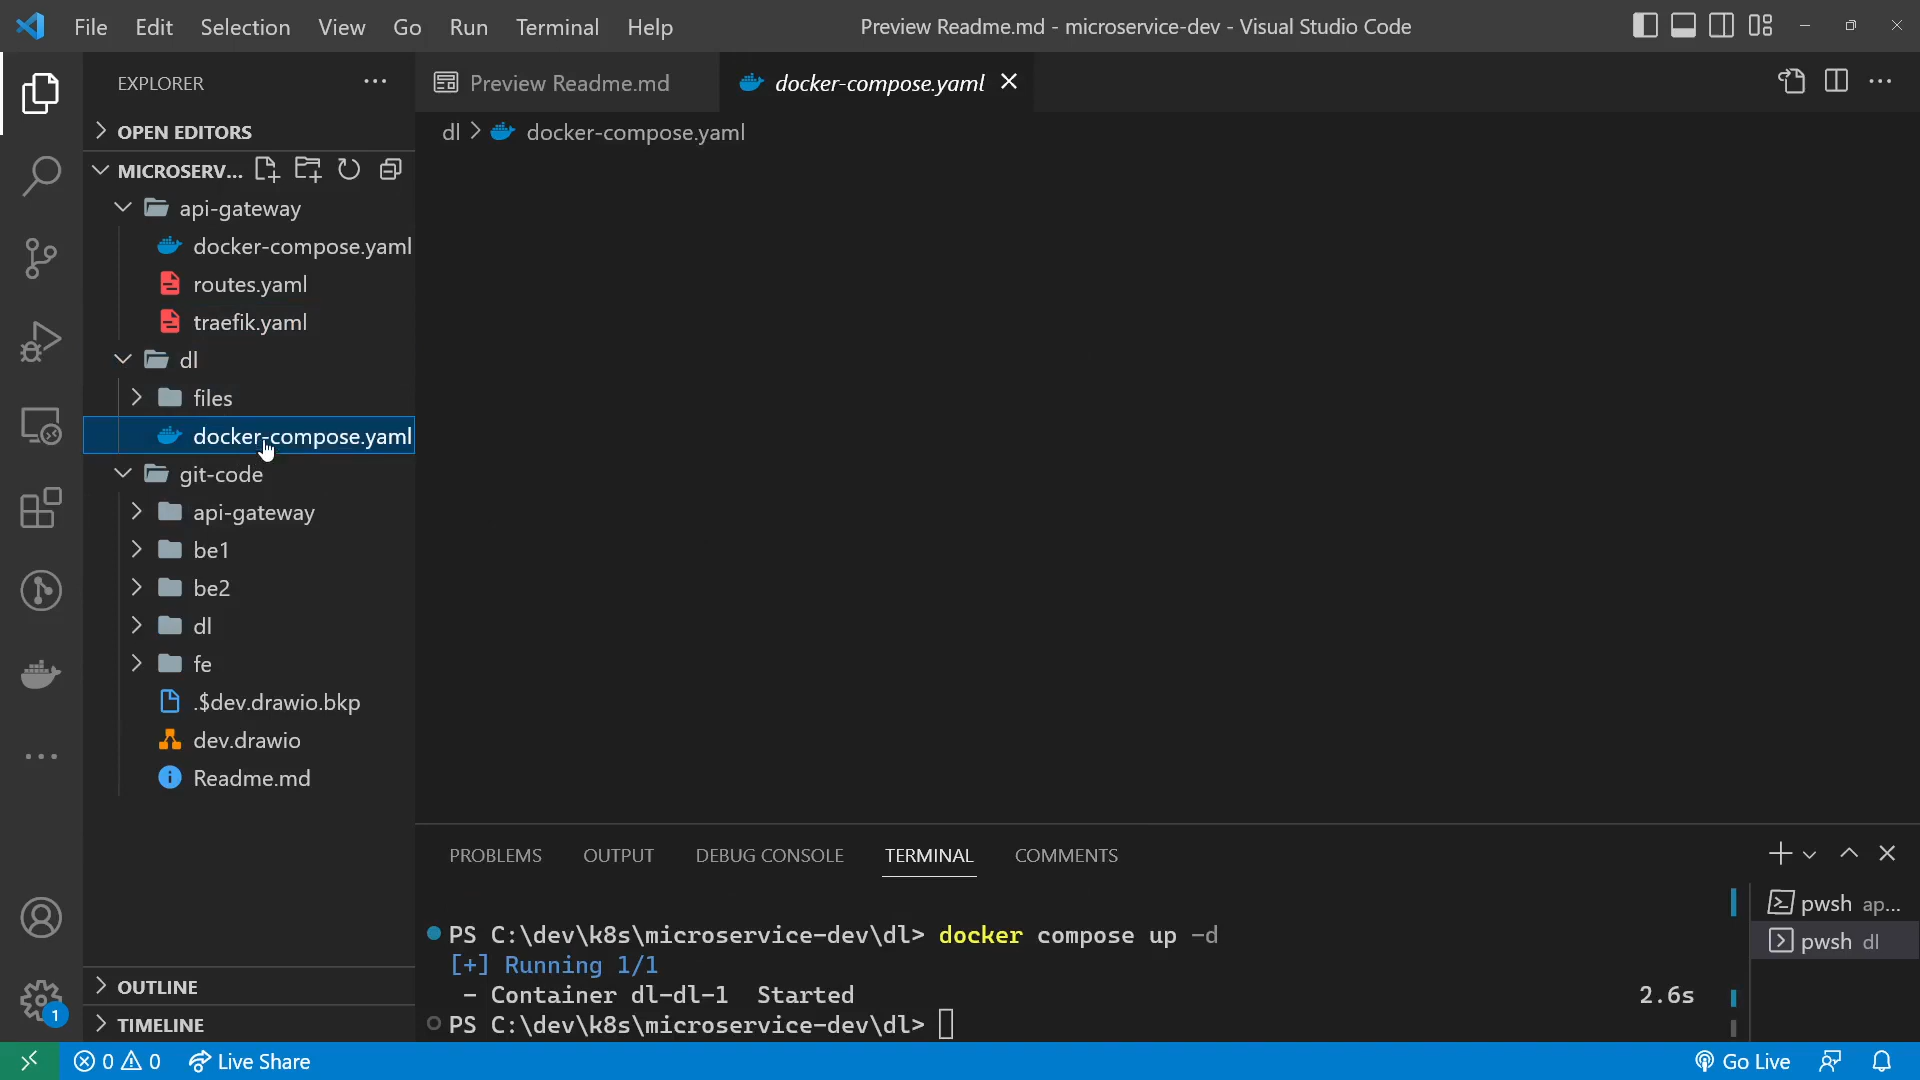 File Edit Selection View Go Run Terminal Help
Preview Readme.md - microservice-dev - Visual Studio Code
EXPLORER
OPEN EDITORS
MICROSERV...
api-gateway
docker-compose.yaml
routes.yaml
traefik.yaml
dl
files
docker-compose.yaml
git-code
api-gateway
be1
be2
dl
fe
.$dev.drawio.bkp
dev.drawio
Readme.md
OUTLINE
TIMELINE
Preview Readme.md
docker-compose.yaml
dl > docker-compose.yaml
PROBLEMS OUTPUT DEBUG CONSOLE TERMINAL COMMENTS
PS C:\dev\k8s\microservice-dev\dl> docker compose up -d
[+] Running 1/1
- Container dl-dl-1 Started 2.6s
PS C:\dev\k8s\microservice-dev\dl>
pwsh ap...
pwsh dl
1
0 0 Live Share
Go Live